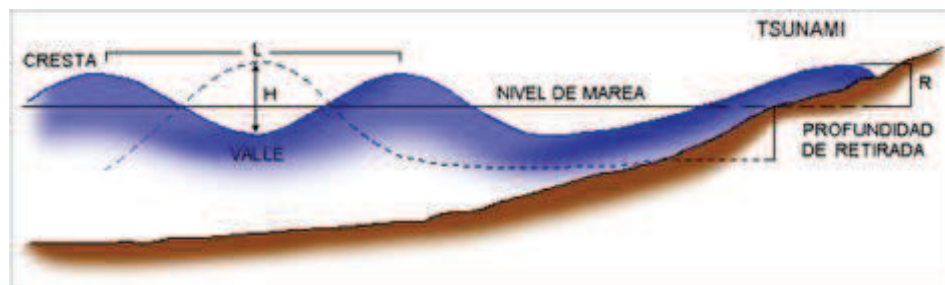 TSUNAMI
CRESTA
L
H
NIVEL DE MAREA
R
VALLE
PROFUNDIDAD
DE RETIRADA